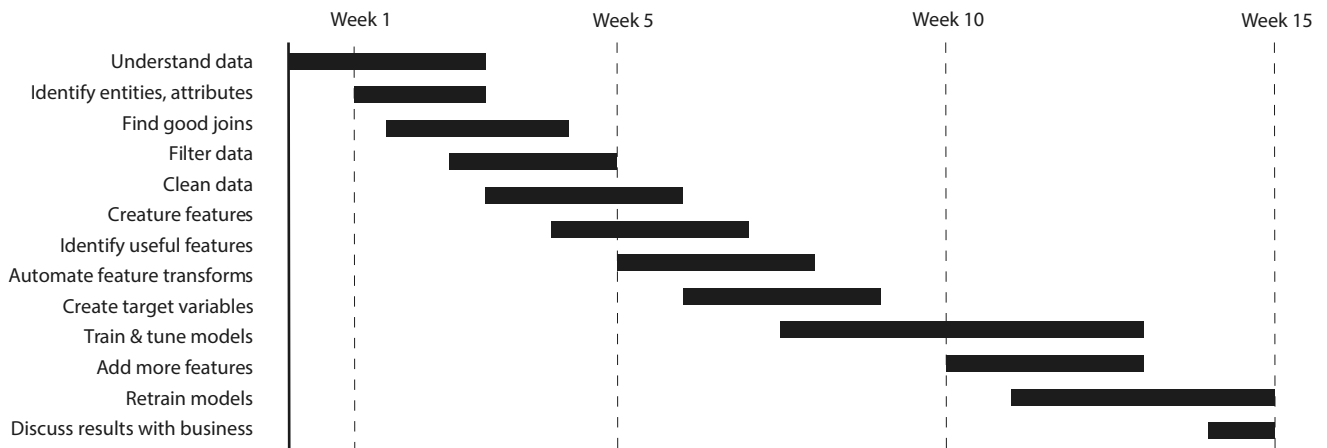 Week 1
Week 5
Week 10
Week 15
Understand data
Identify entities, attributes
Find good joins
Filter data
Clean data
Creature features
Identify useful features
Automate feature transforms
Create target variables
Train & tune models
Add more features
Retrain models
Discuss results with business